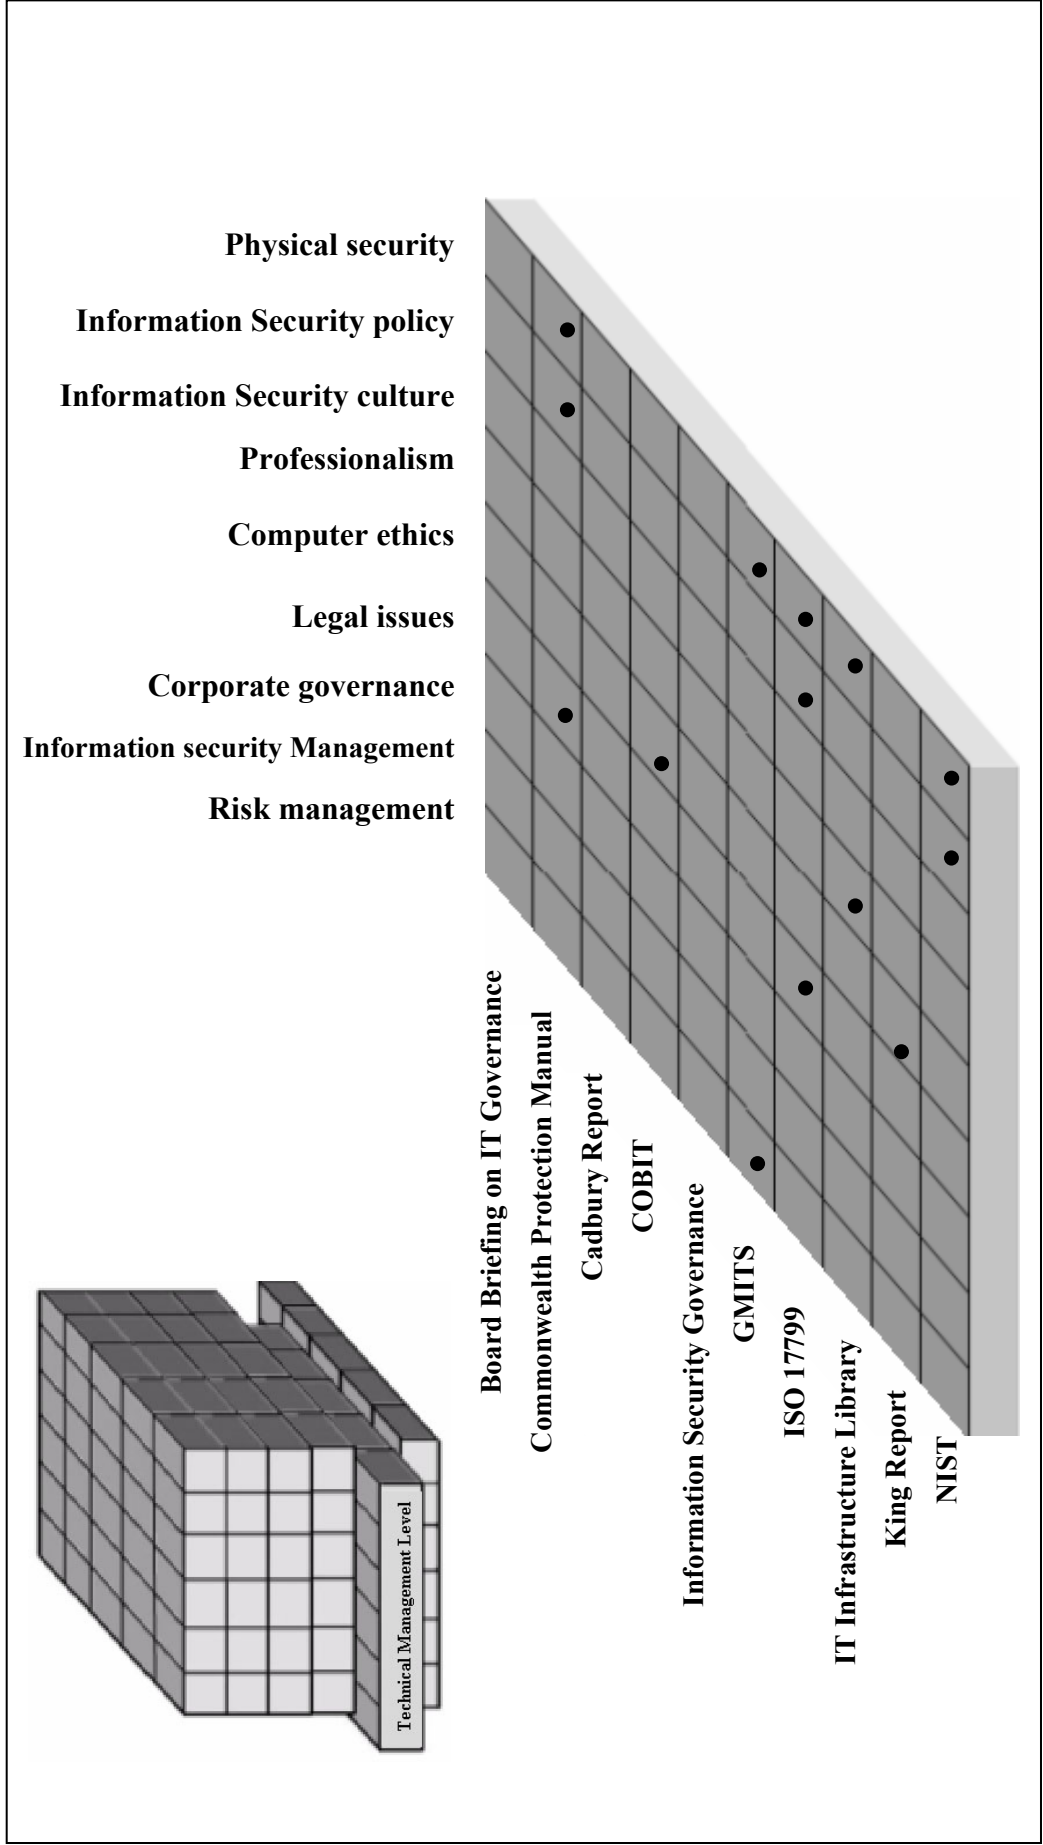 Physical security
Information Security policy
Information Security culture
Professionalism
Computer ethics
Legal issues
Corporate governance
Information security Management
Risk management
Board Briefing on IT Governance
Commonwealth Protection Manual
Cadbury Report
COBIT
Information Security Governance
GMITS
ISO 17799
IT Infrastructure Library
King Report
NIST
Technical Management Level